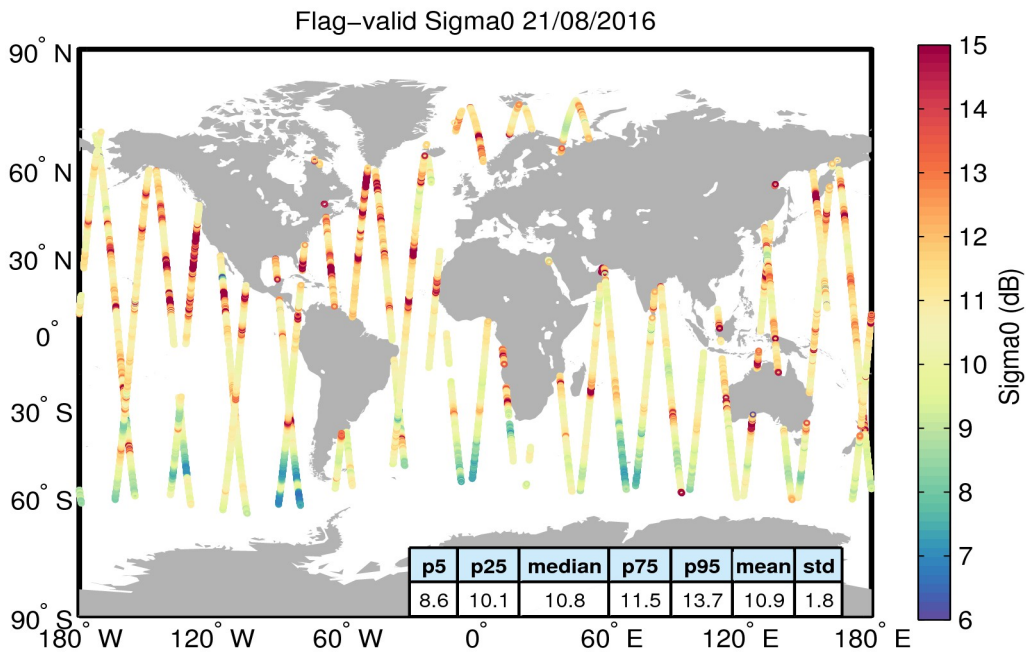 Flag−valid Sigma0 21/08/2016
90° N
60° N
30° N
0°
30° S
60° S
90° S
180° W
120° W
60° W
0°
60° E
120° E
180° E
p5 p25 median p75 p95 mean std
8.6 10.1 10.8 11.5 13.7 10.9 1.8
15
14
13
12
11
10
9
8
7
6
Sigma0 (dB)